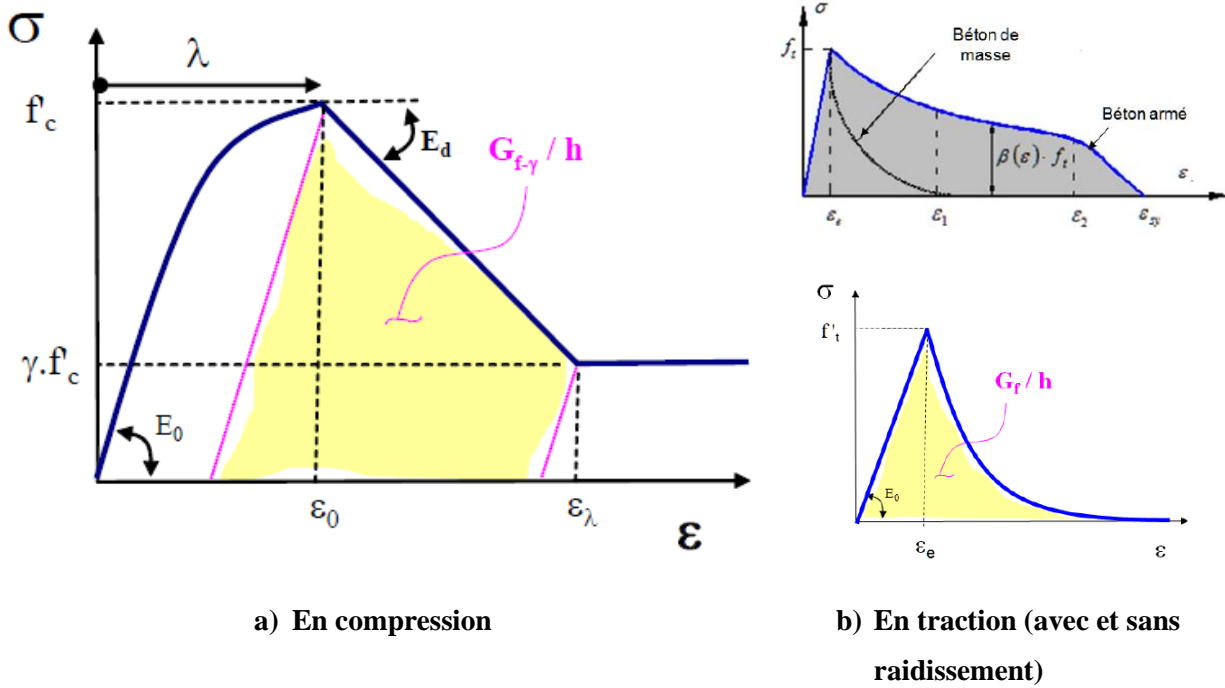 σ
λ
f'c
Ed
Gf-γ / h
γ.f'c
E0
ε0
ελ
ε
a) En compression
σ
Béton de
masse
ft
Béton armé
β(ε)· ft
ε
εe
ε1
ε2
εsy
σ
f't
Gf / h
E0
εe
ε
b) En traction (avec et sans
raidissement)